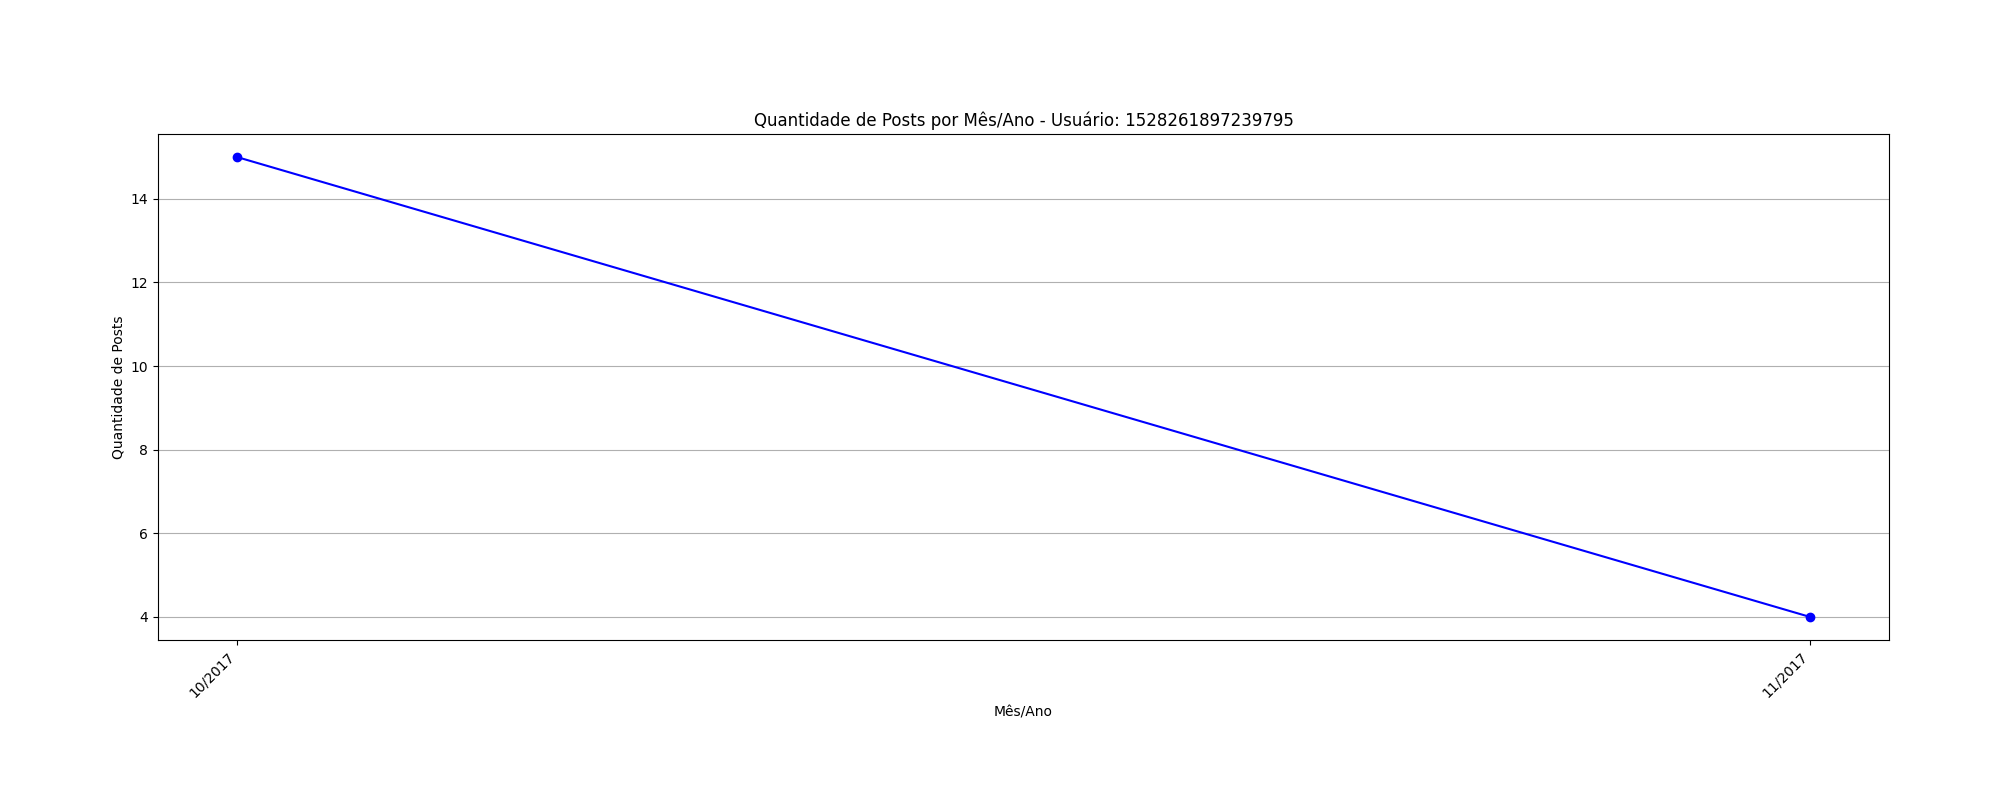 Quantidade de Posts por Mês/Ano - Usuário: 1528261897239795
Quantidade de Posts
14
12
10
8
6
4
10/2017
11/2017
Mês/Ano